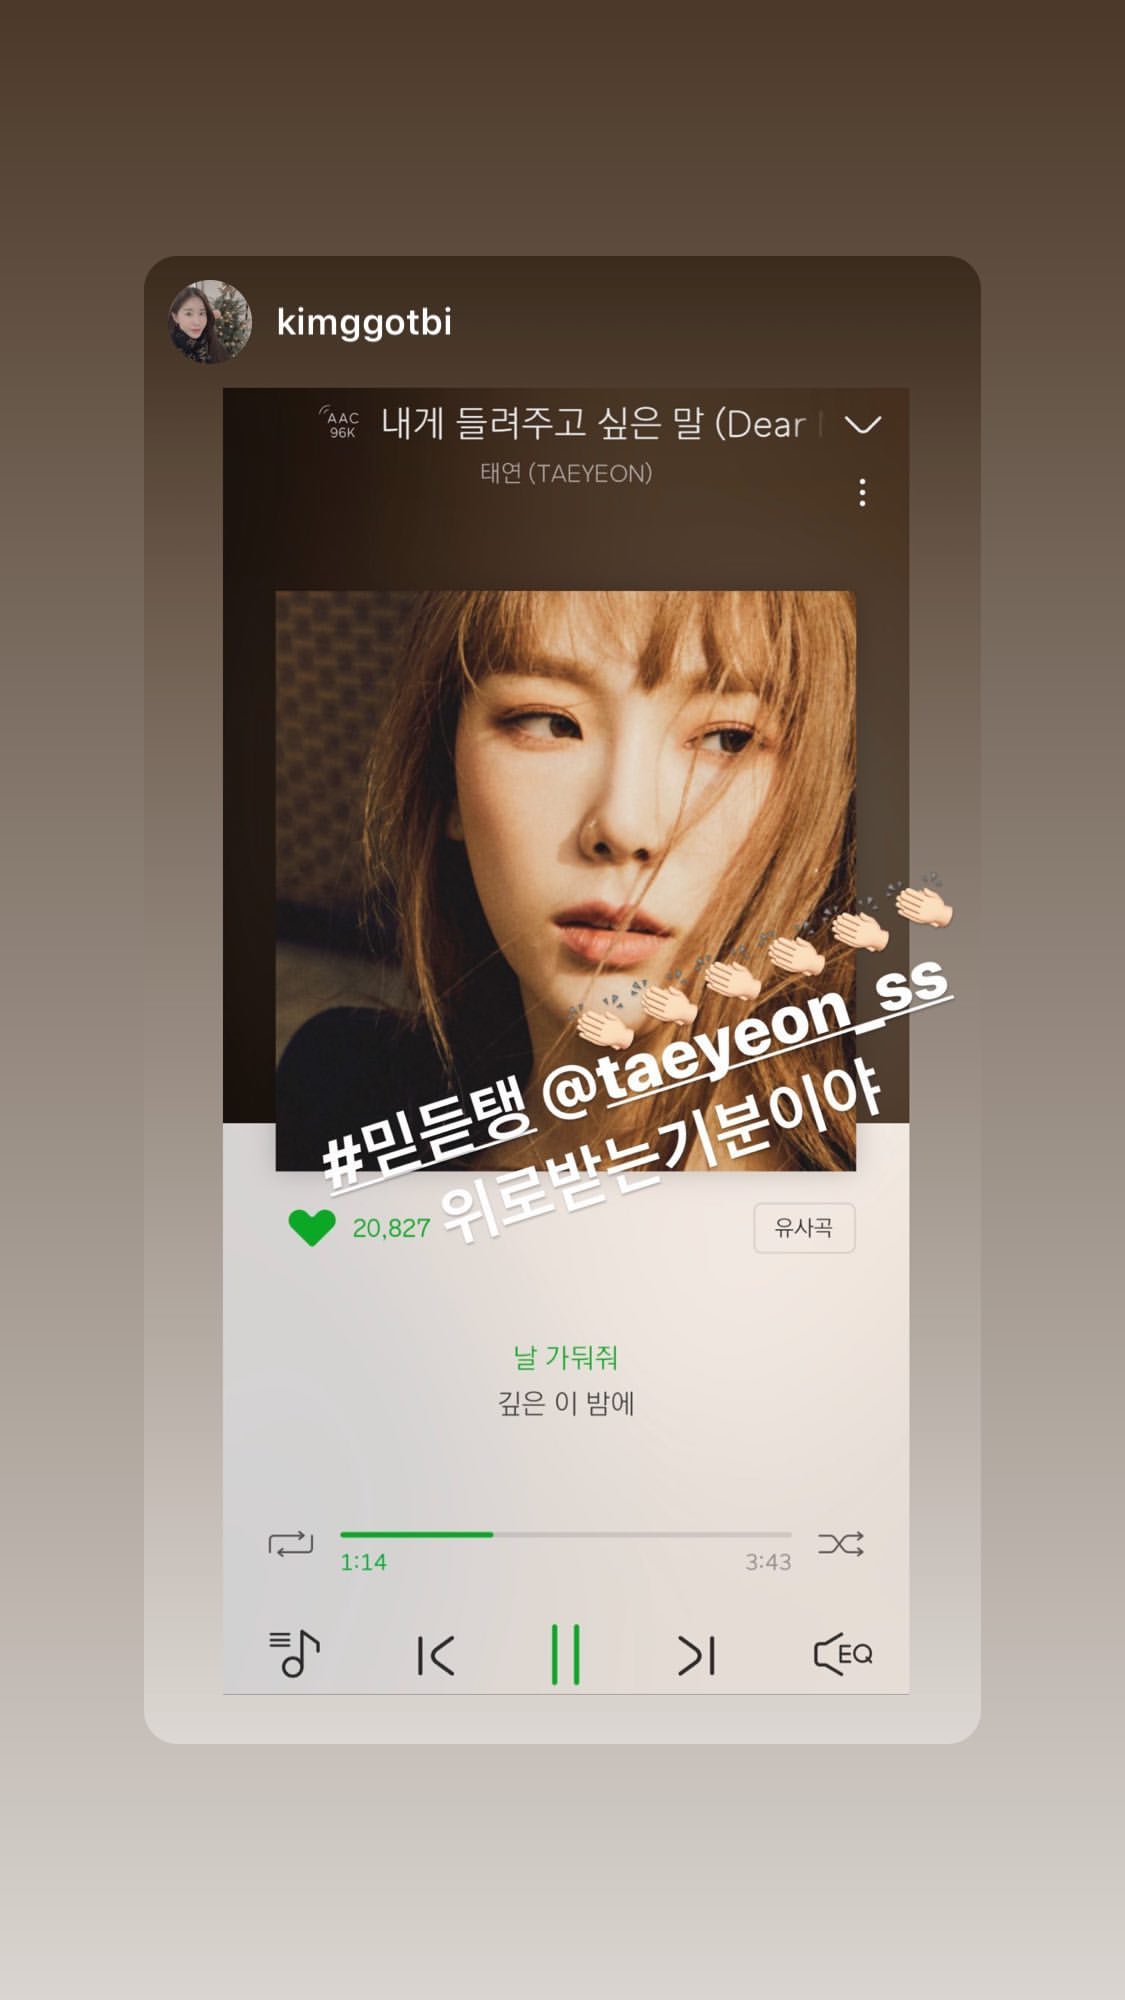 kimggotbi
AAC
96K
내게 들려주고 싶은 말 (Dear
태연 (TAEYEON)
#믿듣탱 @taeyeon_ss
위로받는기분이야
20,827
유사곡
날 가둬줘
깊은 이 밤에
1:14
3:43
EQ